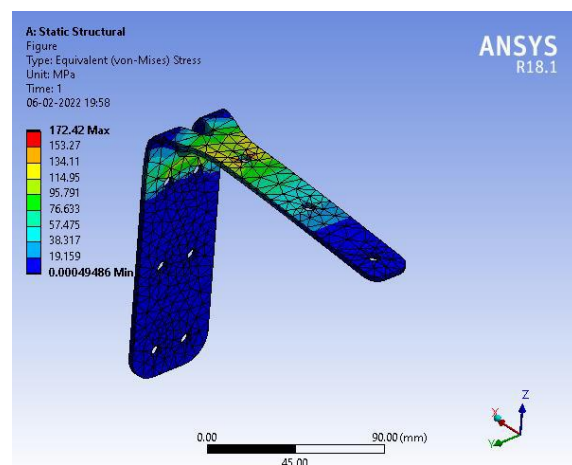 A: Static Structural
Figure
Type: Equivalent (von-Mises) Stress
Unit: MPa
Time: 1
06-02-2022 19:58
ANSYS
R18.1
172.42 Max
153.27
134.11
114.95
95.791
76.633
57.475
38.317
19.159
0.00049486 Min
0.00
90.00 (mm)
45.00
X
Y
Z